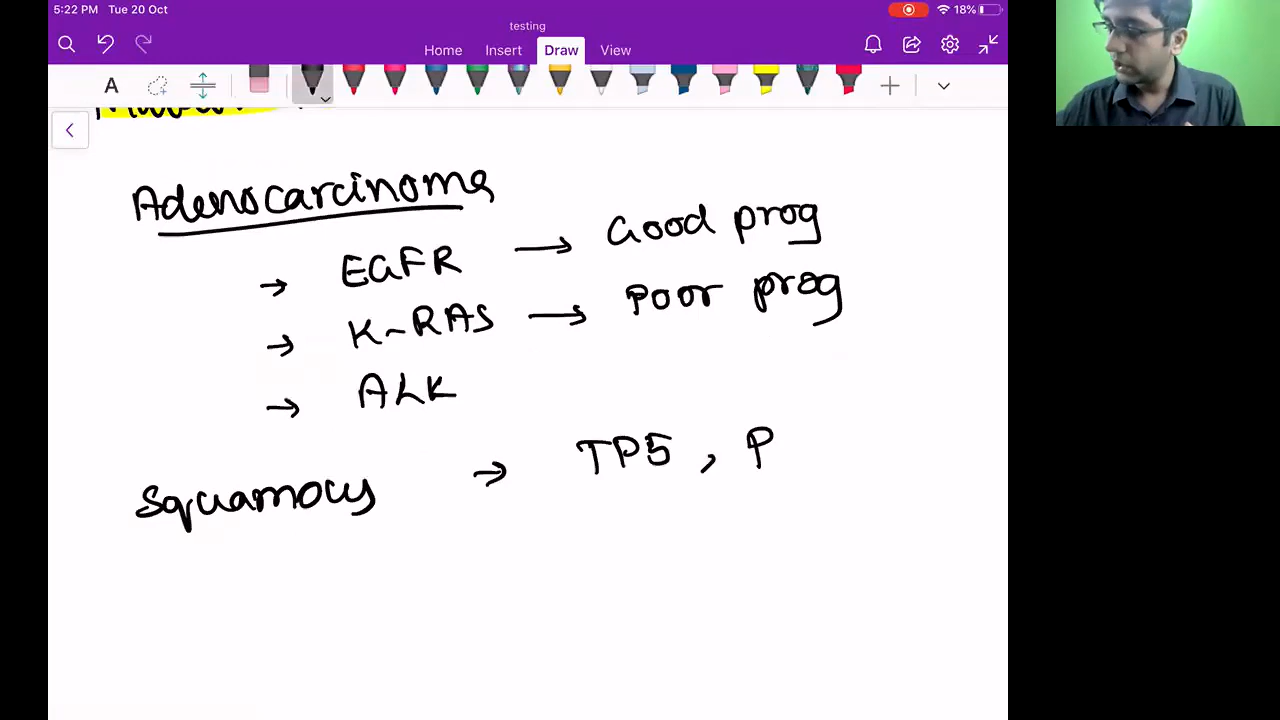 5:22 PM Tue 20 Oct
18%
testing
Home Insert Draw View
A
Adenocarcinoma
→ EGFR → Good prog
→ K-RAS → Poor prog
→ ALK
Squamous → TP5, P